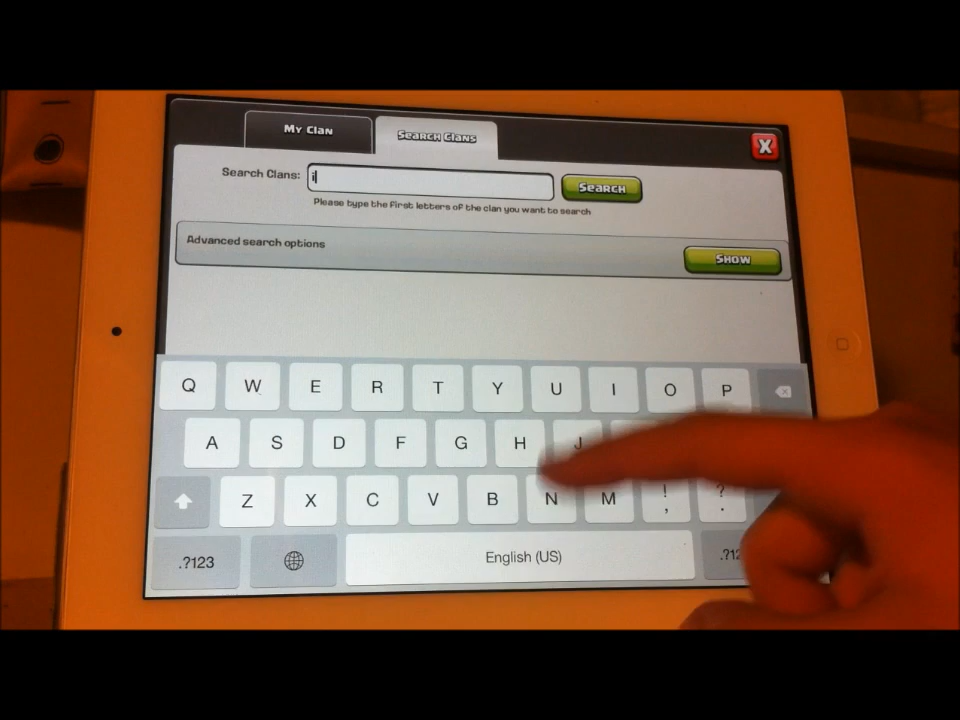 My Clan
Search Clans
X
Search Clans: i
Search
Please type the first letters of the clan you want to search
Advanced search options
Show
Q W E R T Y U I O P
A S D F G H J
Z X C V B N M ! , ? .
.?123 English (US) .?12